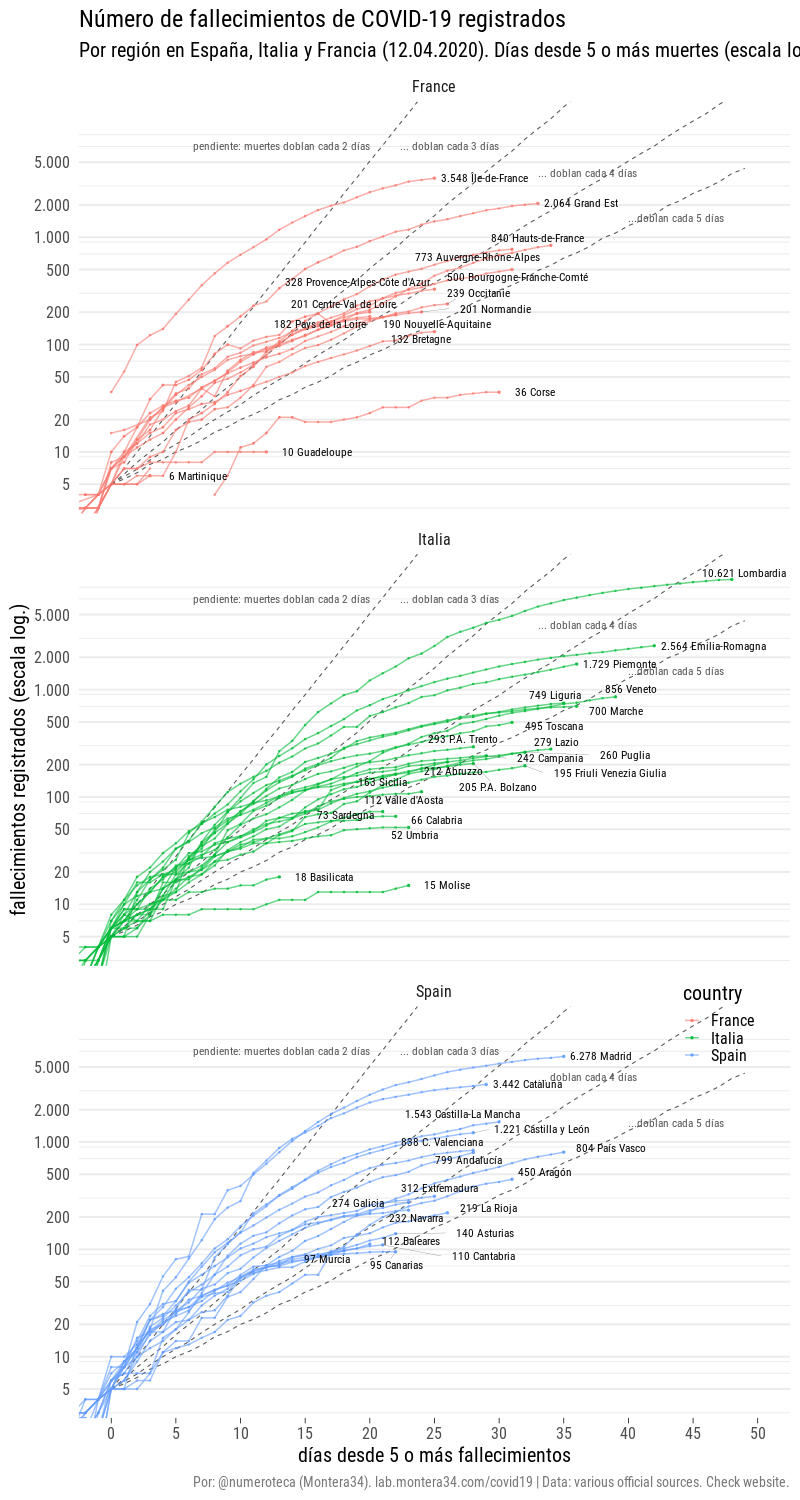 Número de fallecimientos de COVID-19 registrados
Por región en España, Italia y Francia (12.04.2020). Días desde 5 o más muertes (escala lo
France
pendiente: muertes doblan cada 2 días
... doblan cada 3 días
... doblan cada 4 días
...doblan cada 5 días
5.000
2.000
1.000
500
200
100
50
20
10
5
3.548 Île-de-France
2.064 Grand Est
840 Hauts-de-France
773 Auvergne-Rhône-Alpes
500 Bourgogne-Franche-Comté
328 Provence-Alpes-Côte d'Azur
239 Occitanie
201 Centre-Val de Loire
201 Normandie
182 Pays de la Loire
190 Nouvelle-Aquitaine
132 Bretagne
36 Corse
10 Guadeloupe
6 Martinique
fallecimientos registrados (escala log.)
Italia
pendiente: muertes doblan cada 2 días
... doblan cada 3 días
... doblan cada 4 días
...doblan cada 5 días
5.000
2.000
1.000
500
200
100
50
20
10
5
10.621 Lombardia
2.564 Emilia-Romagna
1.729 Piemonte
856 Veneto
749 Liguria
700 Marche
495 Toscana
293 P.A. Trento
279 Lazio
260 Puglia
242 Campania
212 Abruzzo
195 Friuli Venezia Giulia
163 Sicilia
205 P.A. Bolzano
112 Valle d'Aosta
73 Sardegna
66 Calabria
52 Umbria
18 Basilicata
15 Molise
Spain
country
France
Italia
Spain
pendiente: muertes doblan cada 2 días
... doblan cada 3 días
doblan cada 4 días
...doblan cada 5 días
5.000
2.000
1.000
500
200
100
50
20
10
5
6.278 Madrid
3.442 Cataluña
1.543 Castilla-La Mancha
1.221 Castilla y León
838 C. Valenciana
804 País Vasco
799 Andalucía
450 Aragón
312 Extremadura
274 Galicia
219 La Rioja
232 Navarra
140 Asturias
112 Baleares
110 Cantabria
97 Murcia
95 Canarias
0 5 10 15 20 25 30 35 40 45 50
días desde 5 o más fallecimientos
Por: @numeroteca (Montera34). lab.montera34.com/covid19 | Data: various official sources. Check website.